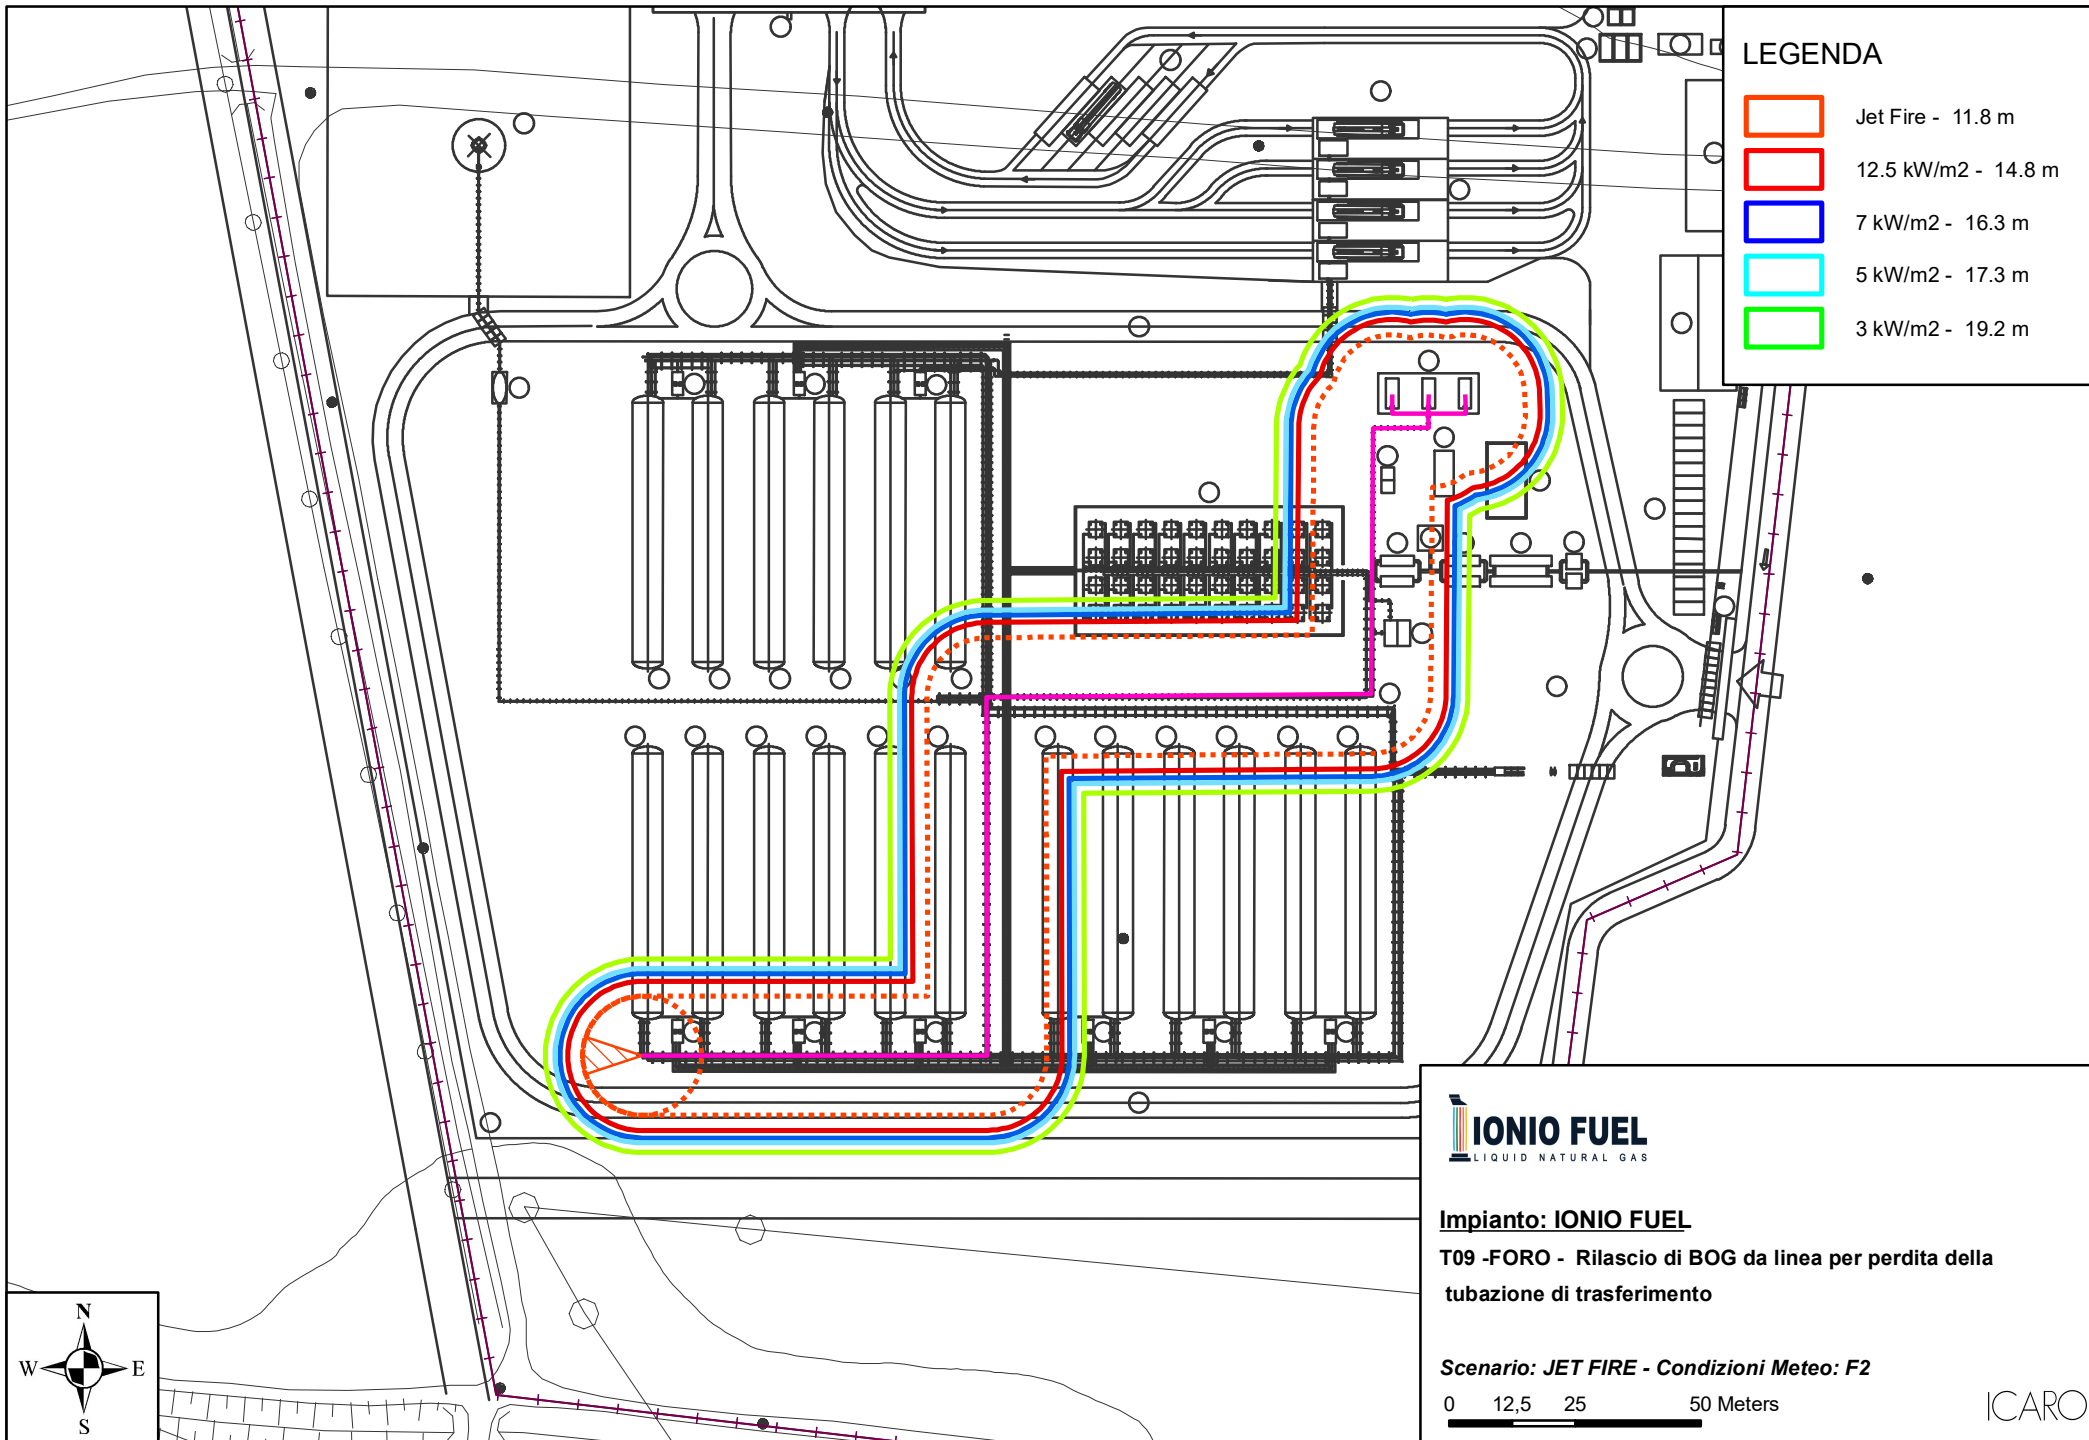 LEGENDA
Jet Fire - 11.8 m
12.5 kW/m2 - 14.8 m
7 kW/m2 - 16.3 m
5 kW/m2 - 17.3 m
3 kW/m2 - 19.2 m
IONIO FUEL
LIQUID NATURAL GAS
Impianto: IONIO FUEL
T09 -FORO - Rilascio di BOG da linea per perdita della
tubazione di trasferimento
Scenario: JET FIRE - Condizioni Meteo: F2
0 12,5 25 50 Meters
ICARO
N
W E
S